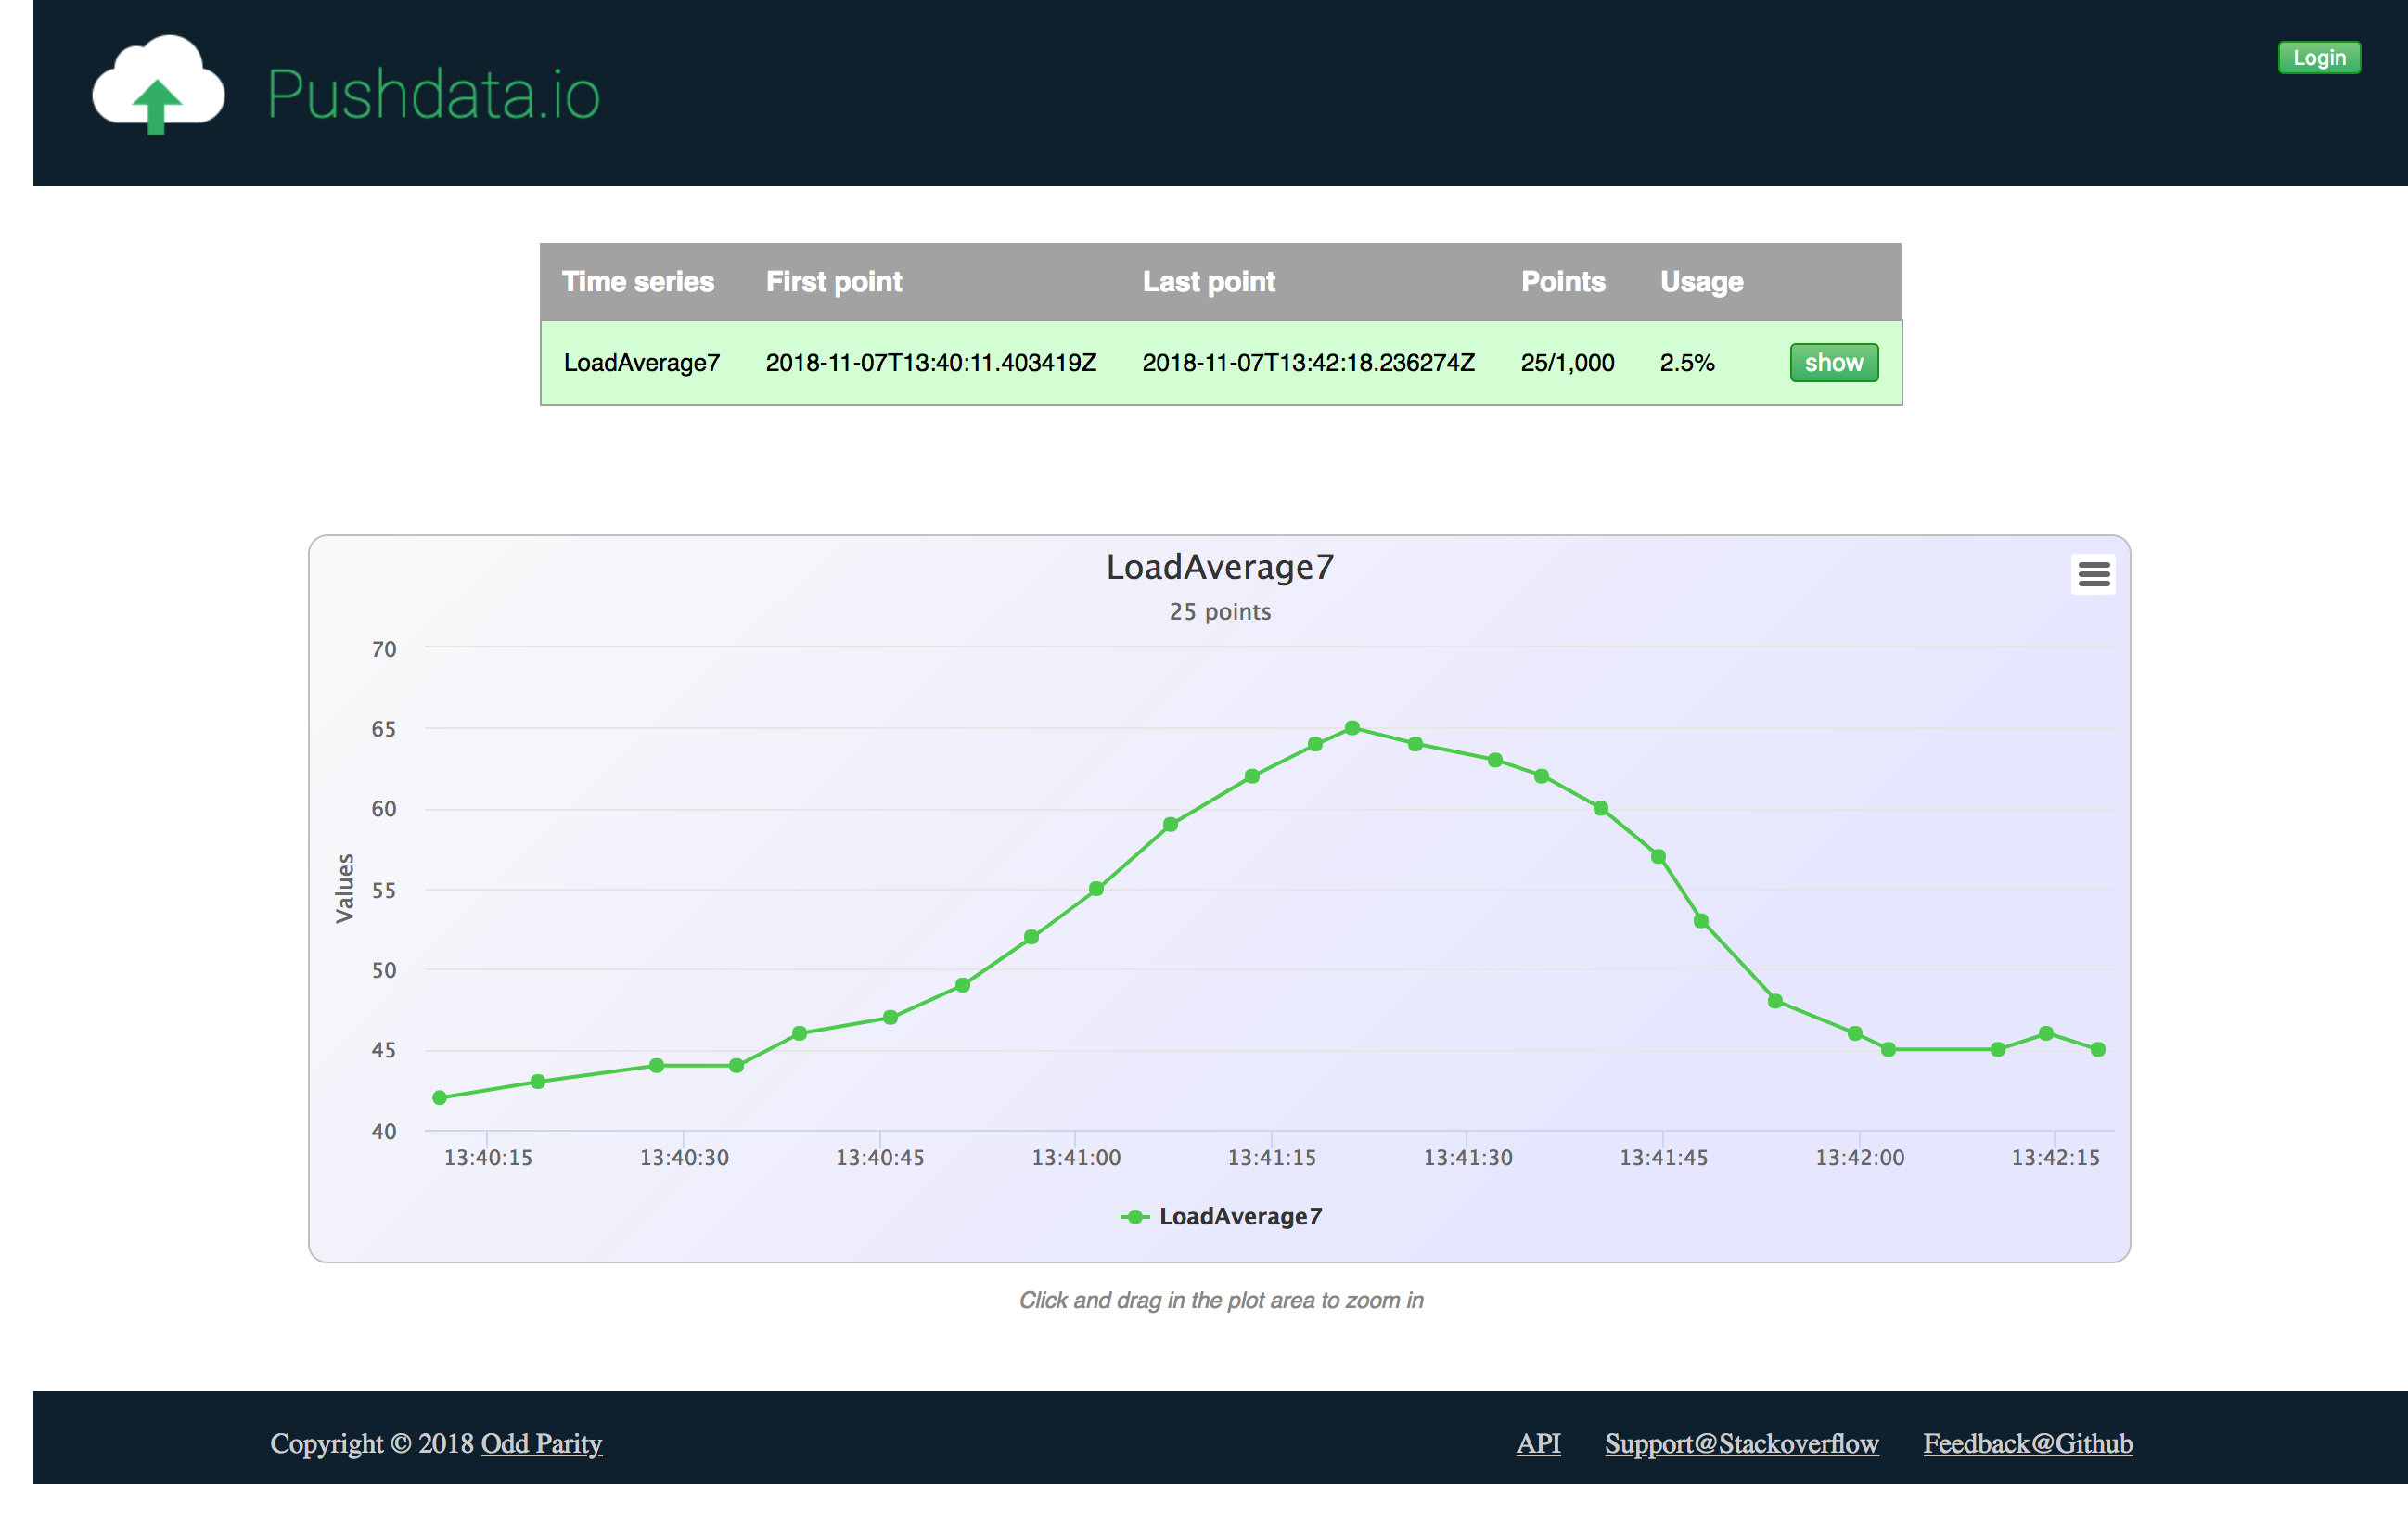 Pushdata.io
Login
Time series First point Last point Points Usage
LoadAverage7 2018-11-07T13:40:11.403419Z 2018-11-07T13:42:18.236274Z 25/1,000 2.5% show
LoadAverage7
25 points
70
65
60
55
50
45
40
Values
13:40:15 13:40:30 13:40:45 13:41:00 13:41:15 13:41:30 13:41:45 13:42:00 13:42:15
LoadAverage7
Click and drag in the plot area to zoom in
Copyright © 2018 Odd Parity API Support@Stackoverflow Feedback@Github